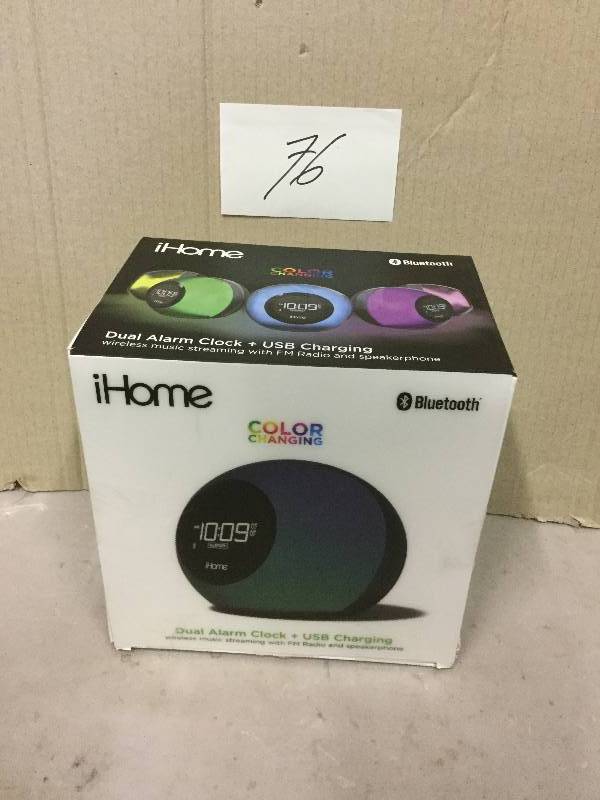 76
iHome
Bluetooth
COLOR
CHANGING
10:09
Dual Alarm Clock + USB Charging
wireless music streaming with FM Radio and speakerphone
iHome
Bluetooth
COLOR
CHANGING
10:09
iHome
Dual Alarm Clock + USB Charging
wireless music streaming with FM Radio and speakerphone